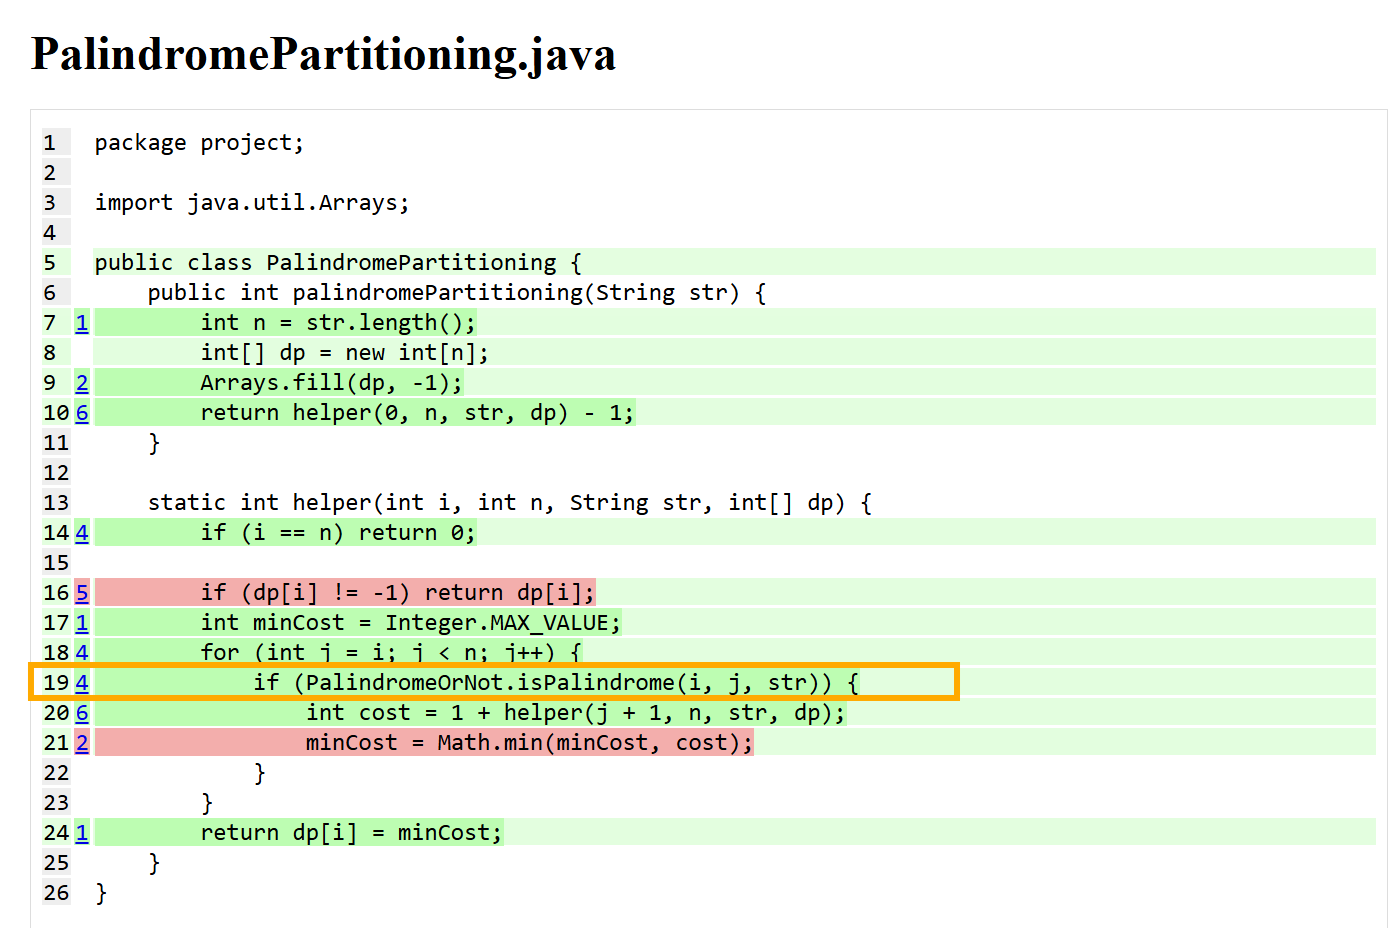 PalindromePartitioning.java
1 package project;
2
3 import java.util.Arrays;
4
5 public class PalindromePartitioning {
6 public int palindromePartitioning(String str) {
7 1 int n = str.length();
8 int[] dp = new int[n];
9 2 Arrays.fill(dp, -1);
10 6 return helper(0, n, str, dp) - 1;
11 }
12
13 static int helper(int i, int n, String str, int[] dp) {
14 4 if (i == n) return 0;
15
16 5 if (dp[i] != -1) return dp[i];
17 1 int minCost = Integer.MAX_VALUE;
18 4 for (int j = i; j < n; j++) {
19 4 if (PalindromeOrNot.isPalindrome(i, j, str)) {
20 6 int cost = 1 + helper(j + 1, n, str, dp);
21 2 minCost = Math.min(minCost, cost);
22 }
23 }
24 1 return dp[i] = minCost;
25 }
26 }